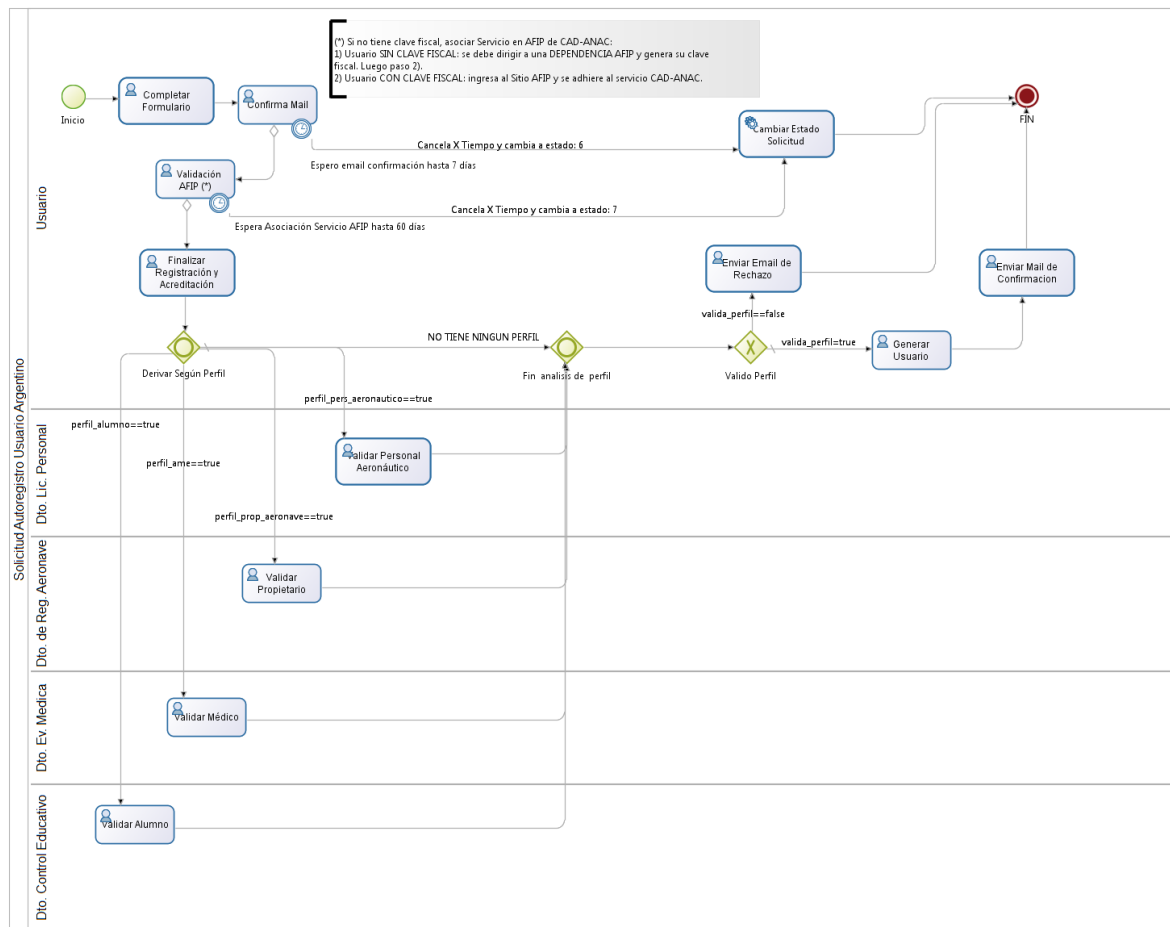 (*) Si no tiene clave fiscal, asociar Servicio en AFIP de CAD-ANAC:
1) Usuario SIN CLAVE FISCAL: se debe dirigir a una DEPENDENCIA AFIP y genera su clave
fiscal. Luego paso 2).
2) Usuario CON CLAVE FISCAL: ingresa al Sitio AFIP y se adhiere al servicio CAD-ANAC.
Inicio
Completar
Formulario
Confirma Mail
Cambiar Estado
Solicitud
FIN
Cancela X Tiempo y cambia a estado: 6
Espero email confirmación hasta 7 días
Validación
AFIP (*)
Cancela X Tiempo y cambia a estado: 7
Espera Asociación Servicio AFIP hasta 60 días
Usuario
Finalizar
Registración y
Acreditación
Enviar Email de
Rechazo
Enviar Mail de
Confirmacion
valida_perfil==false
NO TIENE NINGUN PERFIL
valida_perfil=true
Generar
Usuario
Derivar Según Perfil
Fin analisis de perfil
Valido Perfil
Solicitud Autoregistro Usuario Argentino
perfil_pers_aeronautico==true
perfil_alumno==true
Dto. Lic. Personal
Validar Personal
Aeronáutico
perfil_ame==true
perfil_prop_aeronave==true
Dto. de Reg. Aeronave
Validar
Propietario
Dto. Ev. Medica
Validar Médico
Dto. Control Educativo
Validar Alumno